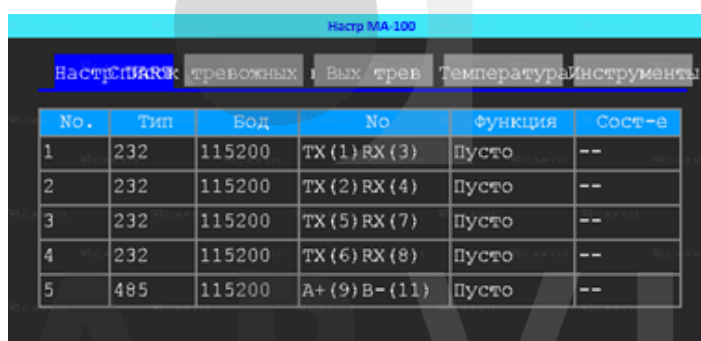 Настр МА-100
Настр UART Список тревожных Вых трев Температура Инструменты
No. Тип Бод No Функция Сост-е
1 232 115200 TX(1)RX(3) Пусто --
2 232 115200 TX(2)RX(4) Пусто --
3 232 115200 TX(5)RX(7) Пусто --
4 232 115200 TX(6)RX(8) Пусто --
5 485 115200 A+(9)B-(11) Пусто --
CARVIS